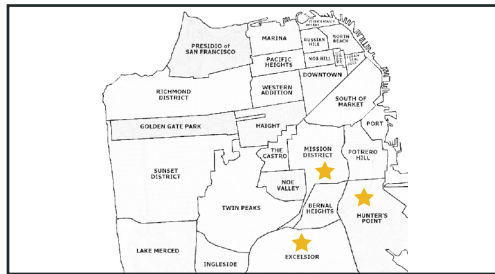 PRESIDIO of
SAN FRANCISCO
MARINA
RUSSIAN
HILL
NORTH
BEACH
PACIFIC
HEIGHTS
NOB HILL
DOWNTOWN
RICHMOND
DISTRICT
WESTERN
ADDITION
SOUTH OF
MARKET
GOLDEN GATE PARK
HAIGHT
PORT
THE
CASTRO
MISSION
DISTRICT
POTRERO
HILL
SUNSET
DISTRICT
NOE
VALLEY
TWIN PEAKS
BERNAL
HEIGHTS
HUNTER'S
POINT
LAKE MERCED
INGLESIDE
EXCELSIOR